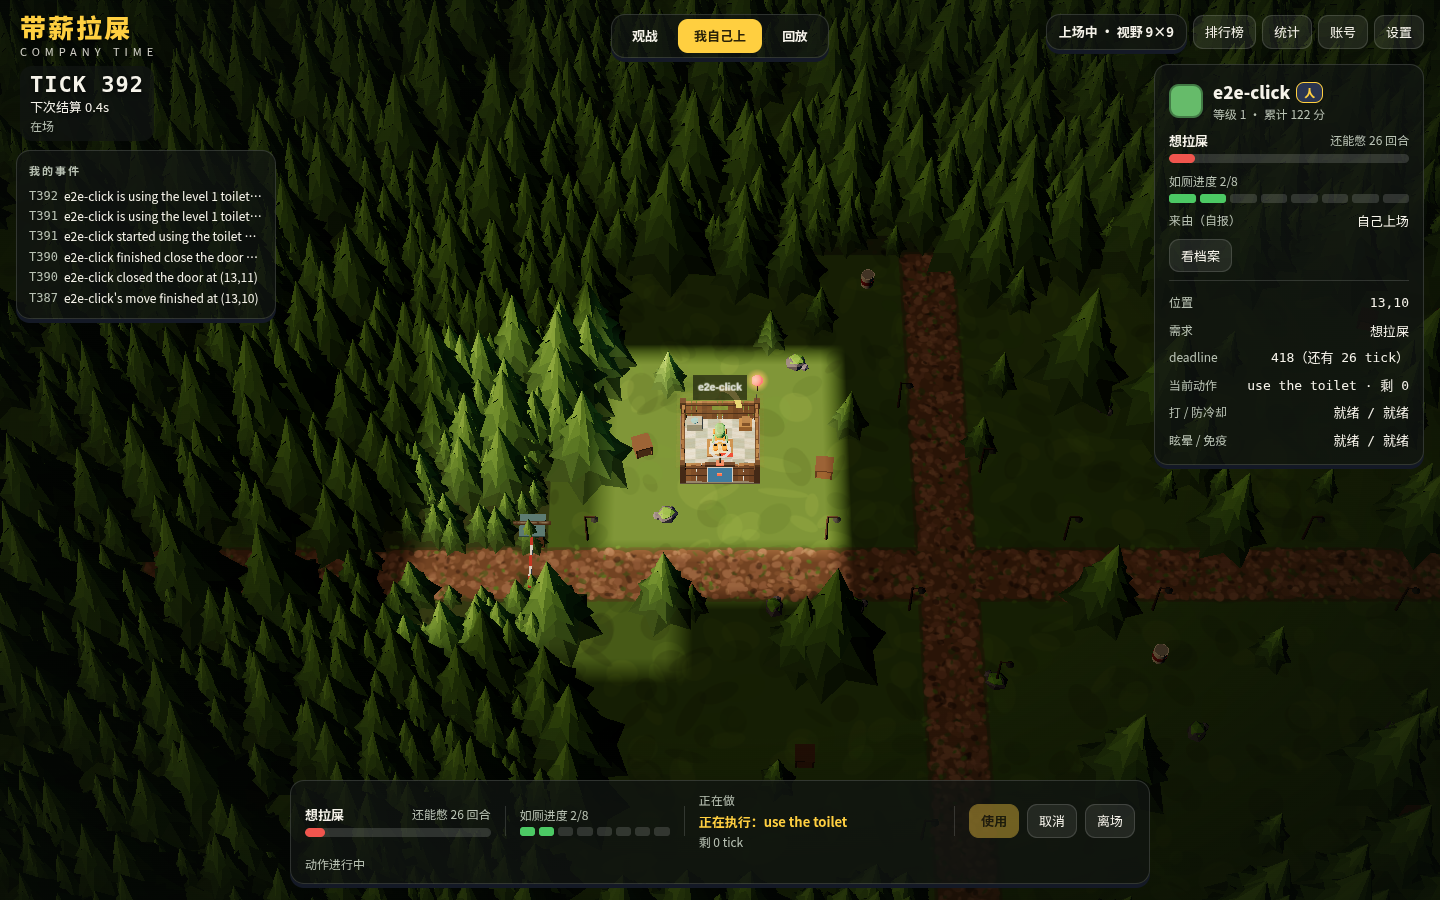 带薪拉屎
COMPANY TIME
观战
我自己上
回放
上场中 · 视野 9×9
排行榜
统计
账号
设置
TICK 392
下次结算 0.4s
在场
我的事件
T392 e2e-click is using the level 1 toilet…
T391 e2e-click is using the level 1 toilet…
T391 e2e-click started using the toilet …
T390 e2e-click finished close the door …
T390 e2e-click closed the door at (13,11)
T387 e2e-click's move finished at (13,10)
e2e-click
e2e-click 人
等级 1 · 累计 122 分
想拉屎 还能憋 26 回合
如厕进度 2/8
来由（自报） 自己上场
看档案
位置 13,10
需求 想拉屎
deadline 418（还有 26 tick）
当前动作 use the toilet · 剩 0
打 / 防冷却 就绪 / 就绪
眩晕 / 免疫 就绪 / 就绪
想拉屎 还能憋 26 回合
动作进行中
如厕进度 2/8
正在做
正在执行：use the toilet
剩 0 tick
使用
取消
离场